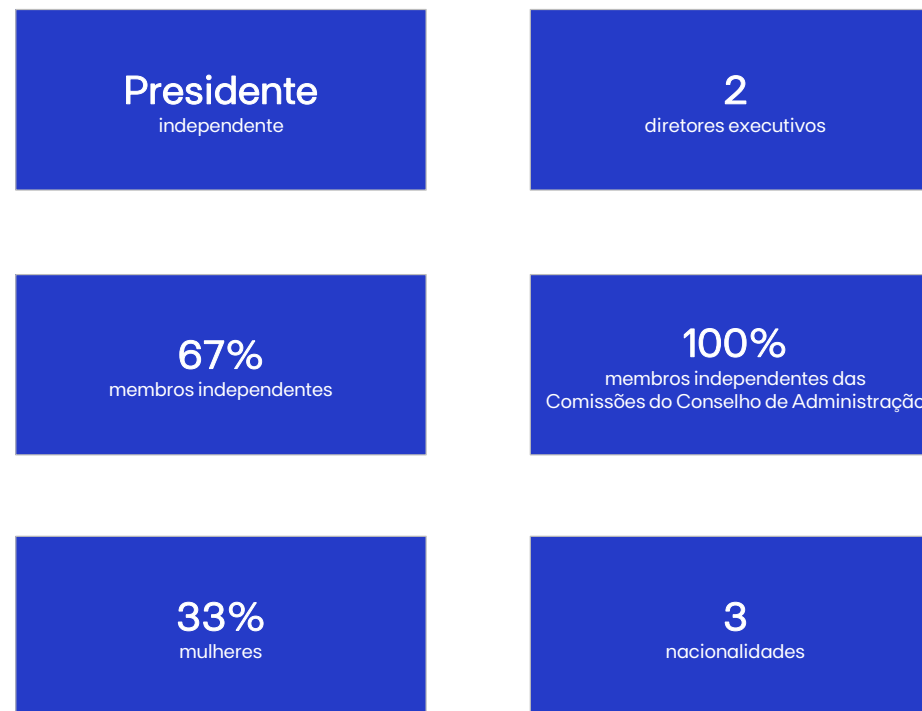 Presidente
independente
2
diretores executivos
67%
membros independentes
100%
membros independentes das
Comissões do Conselho de Administração
33%
mulheres
3
nacionalidades